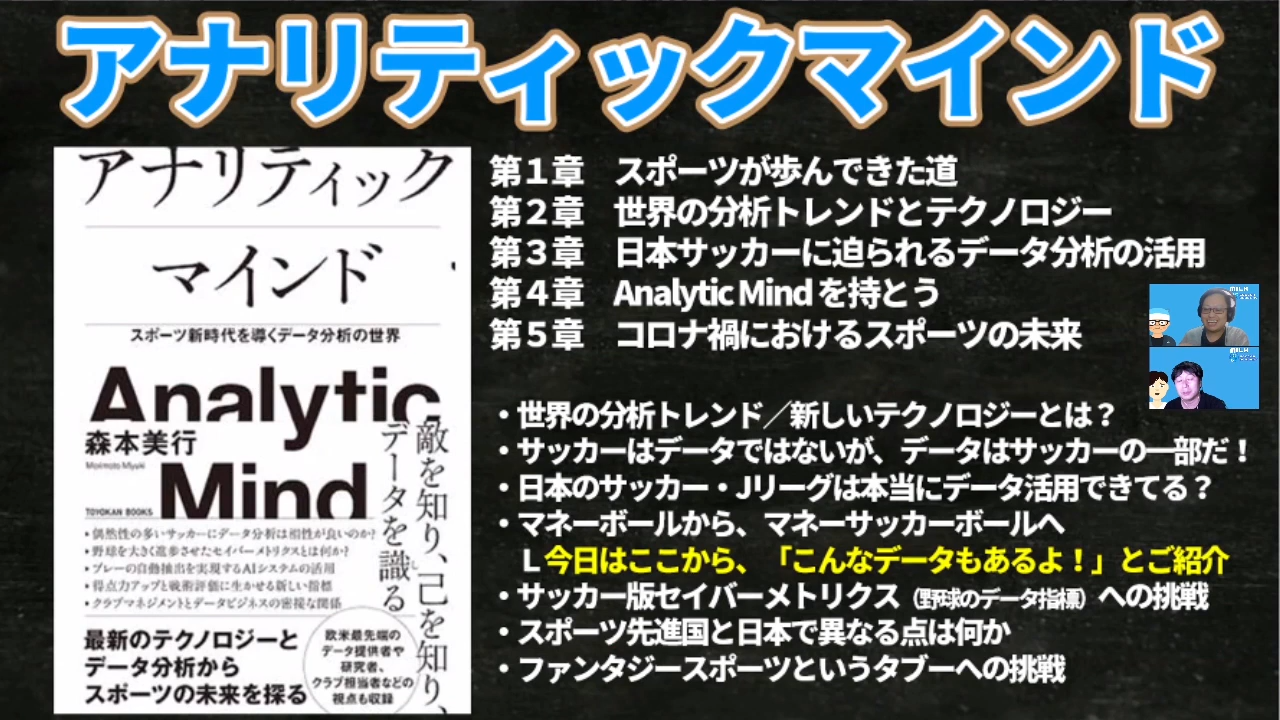 アナリティックマインド
アナリティック
マインド
スポーツ新時代を導くデータ分析の世界
Analytic
森本美行
Morimoto Miyuki
Mind
TOYOKAN BOOKS
敵を知り、己を知り、
データを識る
・偶然性の多いサッカーにデータ分析は相性が良いのか?
・野球を大きく進歩させたセイバーメトリクスとは何か?
・プレーの自動抽出を実現するAIシステムの活用
・得点力アップと戦術評価に生かせる新しい指標
・クラブマネジメントとデータビジネスの密接な関係
最新のテクノロジーと
データ分析から
スポーツの未来を探る
欧米最先端の
データ提供者や
研究者、
クラブ担当者などの
視点も収録
第1章 スポーツが歩んできた道
第2章 世界の分析トレンドとテクノロジー
第3章 日本サッカーに迫られるデータ分析の活用
第4章 Analytic Mind を持とう
第5章 コロナ禍におけるスポーツの未来
・世界の分析トレンド／新しいテクノロジーとは？
・サッカーはデータではないが、データはサッカーの一部だ！
・日本のサッカー・Jリーグは本当にデータ活用できてる？
・マネーボールから、マネーサッカーボールへ
L今日はここから、「こんなデータもあるよ！」とご紹介
・サッカー版セイバーメトリクス（野球のデータ指標）への挑戦
・スポーツ先進国と日本で異なる点は何か
・ファンタジースポーツというタブーへの挑戦